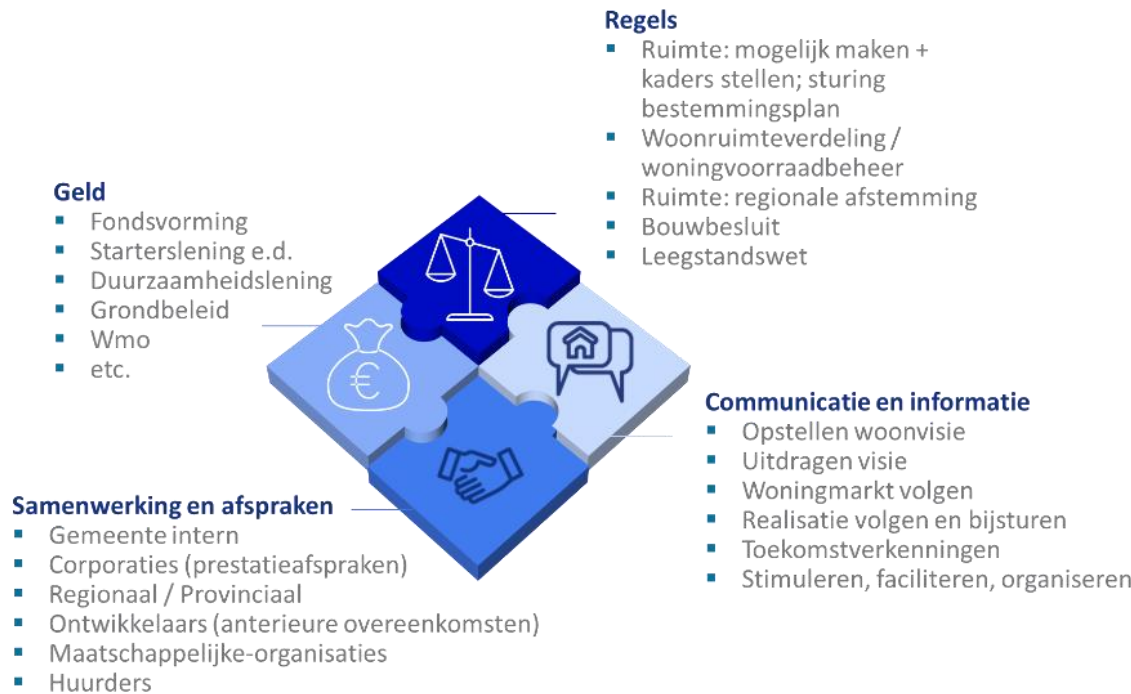 Regels
▪ Ruimte: mogelijk maken +
kaders stellen; sturing
bestemmingsplan
▪ Woonruimteverdeling /
woningvoorraadbeheer
▪ Ruimte: regionale afstemming
▪ Bouwbesluit
▪ Leegstandswet
Geld
▪ Fondsvorming
▪ Starterslening e.d.
▪ Duurzaamheidslening
▪ Grondbeleid
▪ Wmo
▪ etc.
€
Communicatie en informatie
▪ Opstellen woonvisie
▪ Uitdragen visie
▪ Woningmarkt volgen
▪ Realisatie volgen en bijsturen
▪ Toekomstverkenningen
▪ Stimuleren, faciliteren, organiseren
Samenwerking en afspraken
▪ Gemeente intern
▪ Corporaties (prestatieafspraken)
▪ Regionaal / Provinciaal
▪ Ontwikkelaars (anterieure overeenkomsten)
▪ Maatschappelijke-organisaties
▪ Huurders